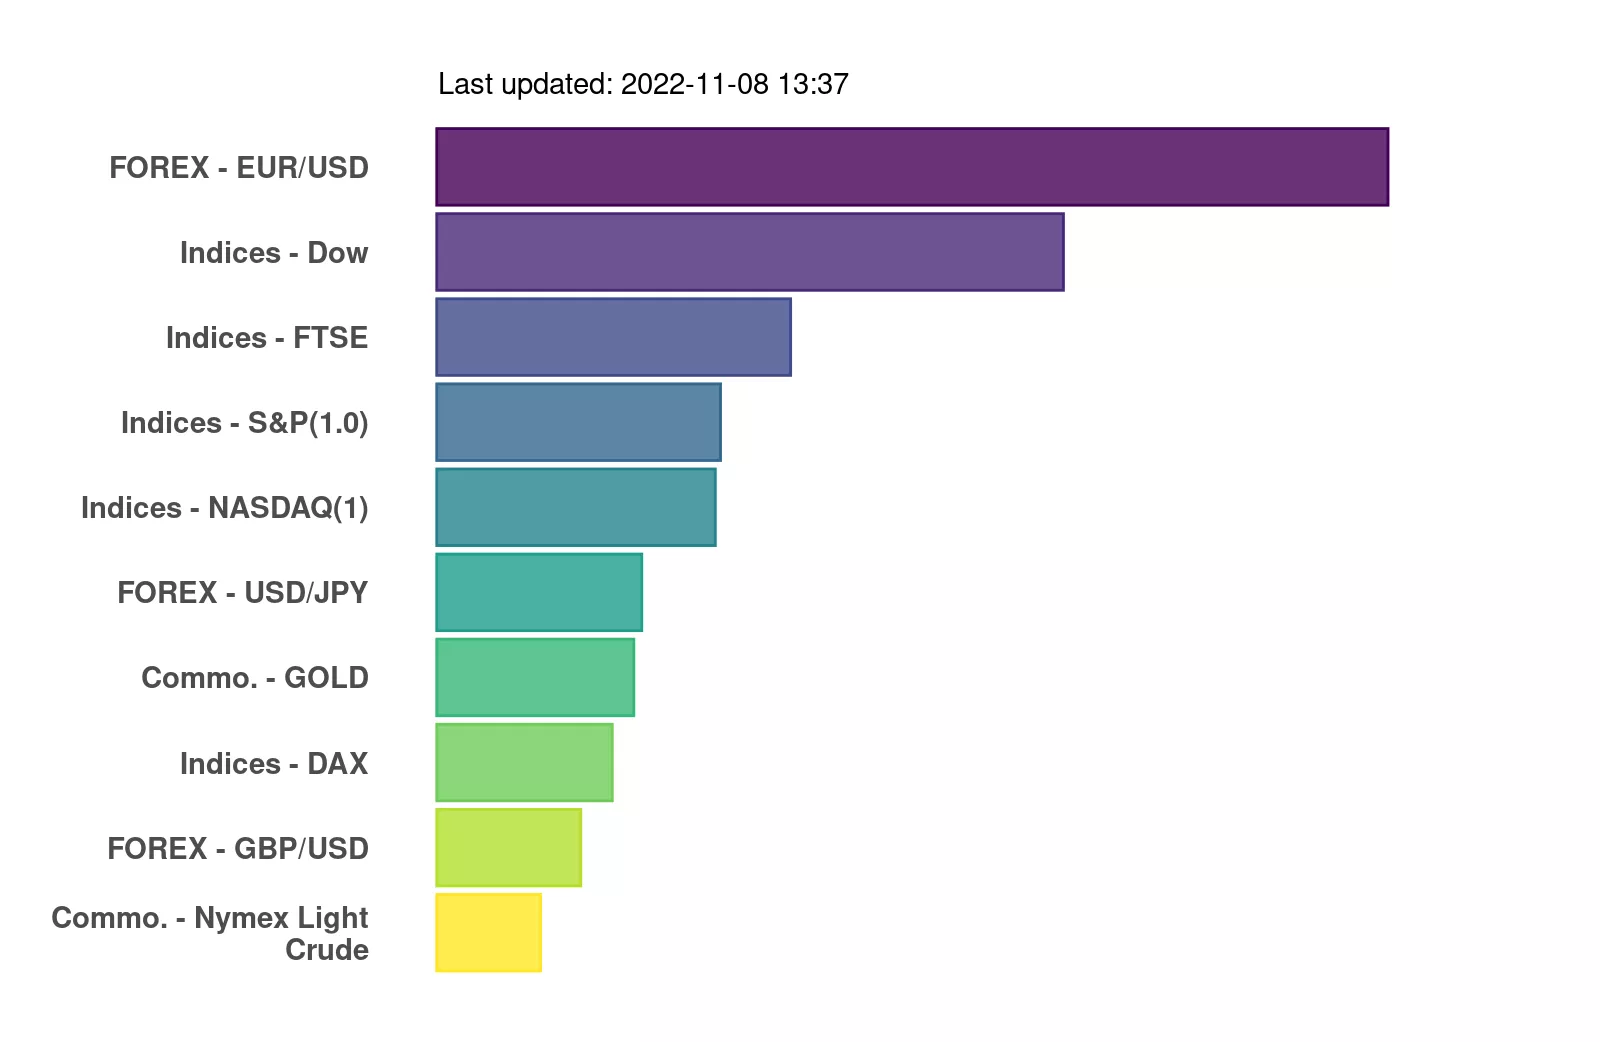 Last updated: 2022-11-08 13:37
FOREX - EUR/USD
Indices - Dow
Indices - FTSE
Indices - S&P(1.0)
Indices - NASDAQ(1)
FOREX - USD/JPY
Commo. - GOLD
Indices - DAX
FOREX - GBP/USD
Commo. - Nymex Light
Crude